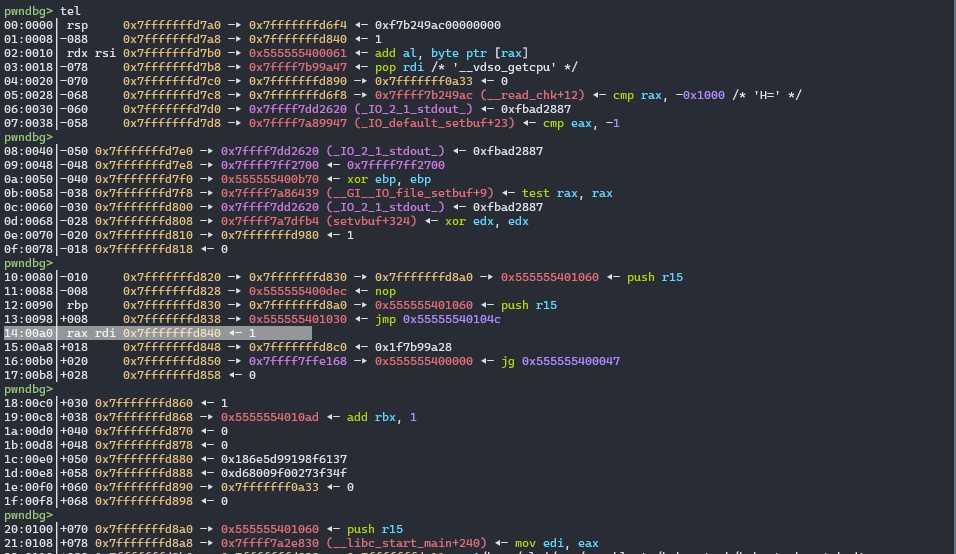 pwndbg> tel
00:0000│ rsp     0x7fffffffd7a0 —▸ 0x7fffffffd6f4 ◂— 0xf7b249ac00000000
01:0008│-088     0x7fffffffd7a8 —▸ 0x7fffffffd840 ◂— 1
02:0010│ rdx rsi 0x7fffffffd7b0 —▸ 0x555555400061 ◂— add al, byte ptr [rax]
03:0018│-078     0x7fffffffd7b8 —▸ 0x7ffff7b99a47 ◂— pop rdi /* '__vdso_getcpu' */
04:0020│-070     0x7fffffffd7c0 —▸ 0x7fffffffd890 —▸ 0x7fffffff0a33 ◂— 0
05:0028│-068     0x7fffffffd7c8 —▸ 0x7fffffffd6f8 —▸ 0x7ffff7b249ac (__read_chk+12) ◂— cmp rax, -0x1000 /* 'H=' */
06:0030│-060     0x7fffffffd7d0 —▸ 0x7ffff7dd2620 (_IO_2_1_stdout_) ◂— 0xfbad2887
07:0038│-058     0x7fffffffd7d8 —▸ 0x7ffff7a89947 (_IO_default_setbuf+23) ◂— cmp eax, -1
pwndbg>
08:0040│-050 0x7fffffffd7e0 —▸ 0x7ffff7dd2620 (_IO_2_1_stdout_) ◂— 0xfbad2887
09:0048│-048 0x7fffffffd7e8 —▸ 0x7ffff7ff2700 ◂— 0x7ffff7ff2700
0a:0050│-040 0x7fffffffd7f0 —▸ 0x555555400b70 ◂— xor ebp, ebp
0b:0058│-038 0x7fffffffd7f8 —▸ 0x7ffff7a86439 (__GI__IO_file_setbuf+9) ◂— test rax, rax
0c:0060│-030 0x7fffffffd800 —▸ 0x7ffff7dd2620 (_IO_2_1_stdout_) ◂— 0xfbad2887
0d:0068│-028 0x7fffffffd808 —▸ 0x7ffff7a7dfb4 (setvbuf+324) ◂— xor edx, edx
0e:0070│-020 0x7fffffffd810 —▸ 0x7fffffffd980 ◂— 1
0f:0078│-018 0x7fffffffd818 ◂— 0
pwndbg>
10:0080│-010     0x7fffffffd820 —▸ 0x7fffffffd830 —▸ 0x7fffffffd8a0 —▸ 0x555555401060 ◂— push r15
11:0088│-008     0x7fffffffd828 —▸ 0x555555400dec ◂— nop
12:0090│ rbp     0x7fffffffd830 —▸ 0x7fffffffd8a0 —▸ 0x555555401060 ◂— push r15
13:0098│+008     0x7fffffffd838 —▸ 0x555555401030 ◂— jmp 0x55555540104c
14:00a0│ rax rdi 0x7fffffffd840 ◂— 1
15:00a8│+018     0x7fffffffd848 —▸ 0x7fffffffd8c0 ◂— 0x1f7b99a28
16:00b0│+020     0x7fffffffd850 —▸ 0x7ffff7ffe168 —▸ 0x555555400000 ◂— jg 0x555555400047
17:00b8│+028     0x7fffffffd858 ◂— 0
pwndbg>
18:00c0│+030 0x7fffffffd860 ◂— 1
19:00c8│+038 0x7fffffffd868 —▸ 0x5555554010ad ◂— add rbx, 1
1a:00d0│+040 0x7fffffffd870 ◂— 0
1b:00d8│+048 0x7fffffffd878 ◂— 0
1c:00e0│+050 0x7fffffffd880 ◂— 0x186e5d99198f6137
1d:00e8│+058 0x7fffffffd888 ◂— 0xd68009f00273f34f
1e:00f0│+060 0x7fffffffd890 —▸ 0x7fffffff0a33 ◂— 0
1f:00f8│+068 0x7fffffffd898 ◂— 0
pwndbg>
20:0100│+070 0x7fffffffd8a0 —▸ 0x555555401060 ◂— push r15
21:0108│+078 0x7fffffffd8a8 —▸ 0x7ffff7a2e830 (__libc_start_main+240) ◂— mov edi, eax